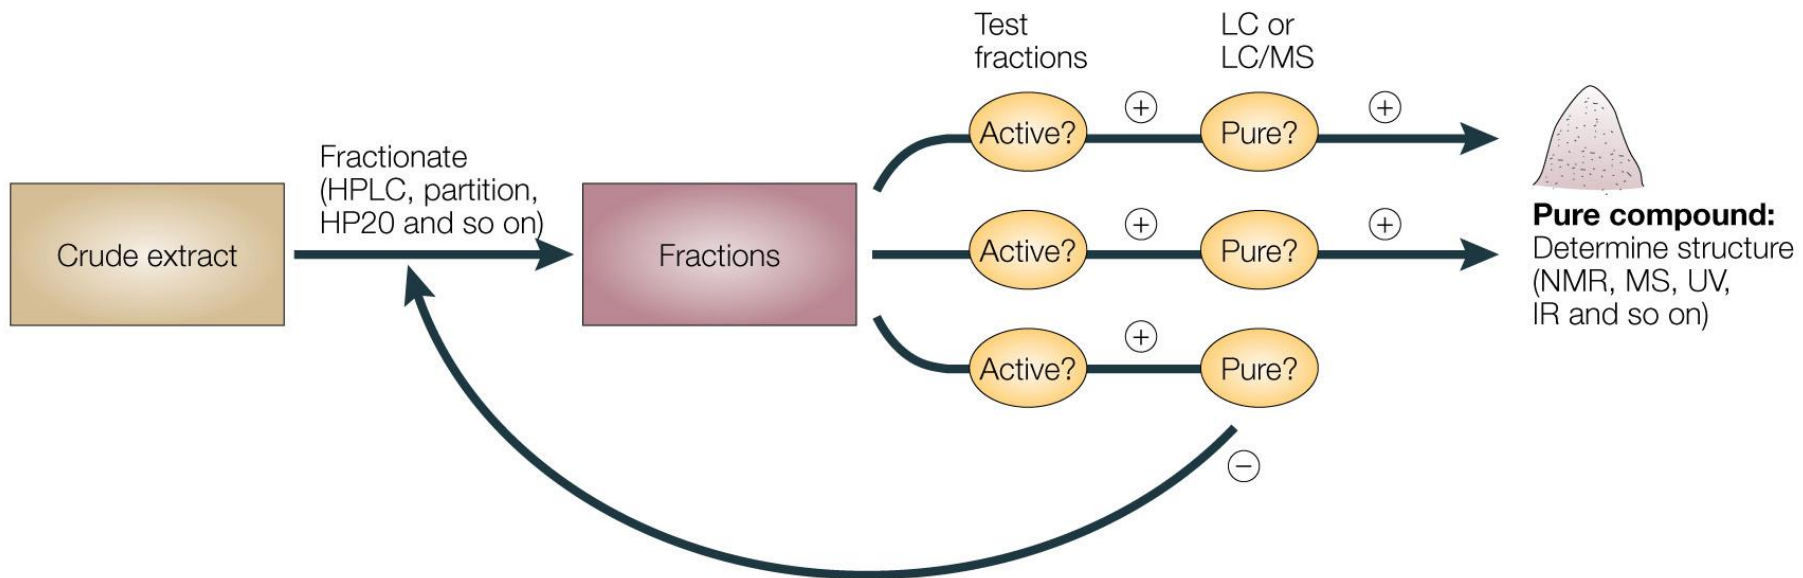 Crude extract
Fractionate
(HPLC, partition,
HP20 and so on)
Fractions
Test
fractions
LC or
LC/MS
Active?
+
Pure?
+
Active?
+
Pure?
+
Active?
+
Pure?
−
Pure compound:
Determine structure
(NMR, MS, UV,
IR and so on)